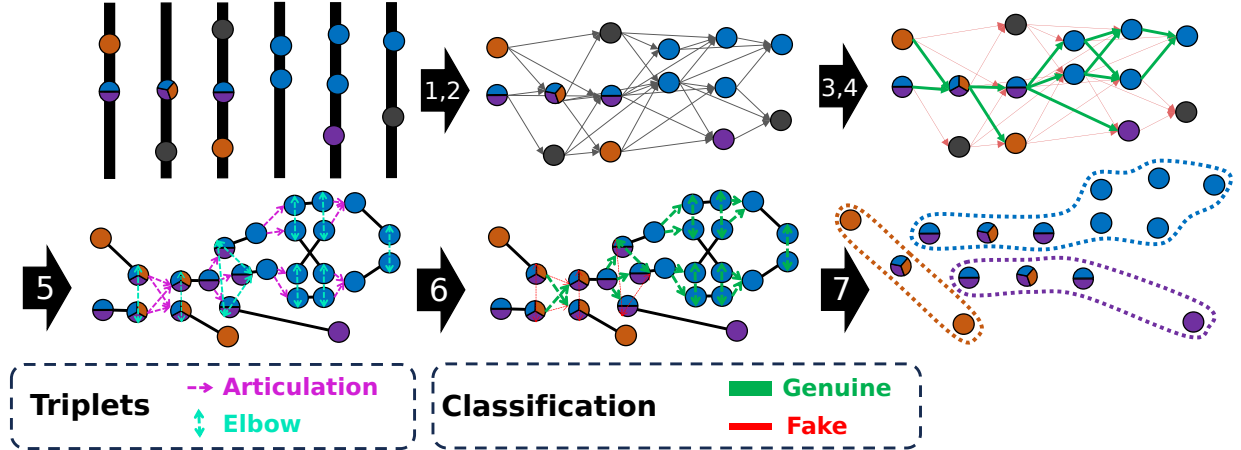 1,2
3,4
5
6
7
Triplets
Articulation
Elbow
Classification
Genuine
Fake